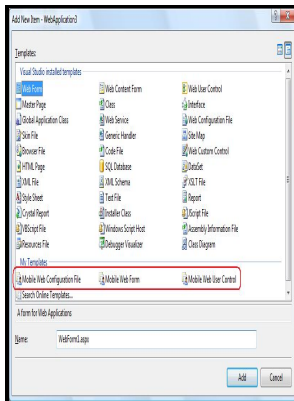 Add New Item - WebApplication3
Templates:
Visual Studio installed templates
Web Form
Web Content Form
Web User Control
Master Page
Class
Interface
Global Application Class
Web Service
Web Configuration File
Skin File
Generic Handler
Site Map
Browser File
Code File
Web Custom Control
HTML Page
SQL Database
DataSet
XML File
XML Schema
XSLT File
Style Sheet
Text File
Report
Crystal Report
Installer Class
JScript File
VBScript File
Windows Script Host
Assembly Information File
Resources File
Debugger Visualizer
Class Diagram
My Templates
Mobile Web Configuration File
Mobile Web Form
Mobile Web User Control
Search Online Templates...
A form for Web Applications
Name:
WebForm1.aspx
Add
Cancel